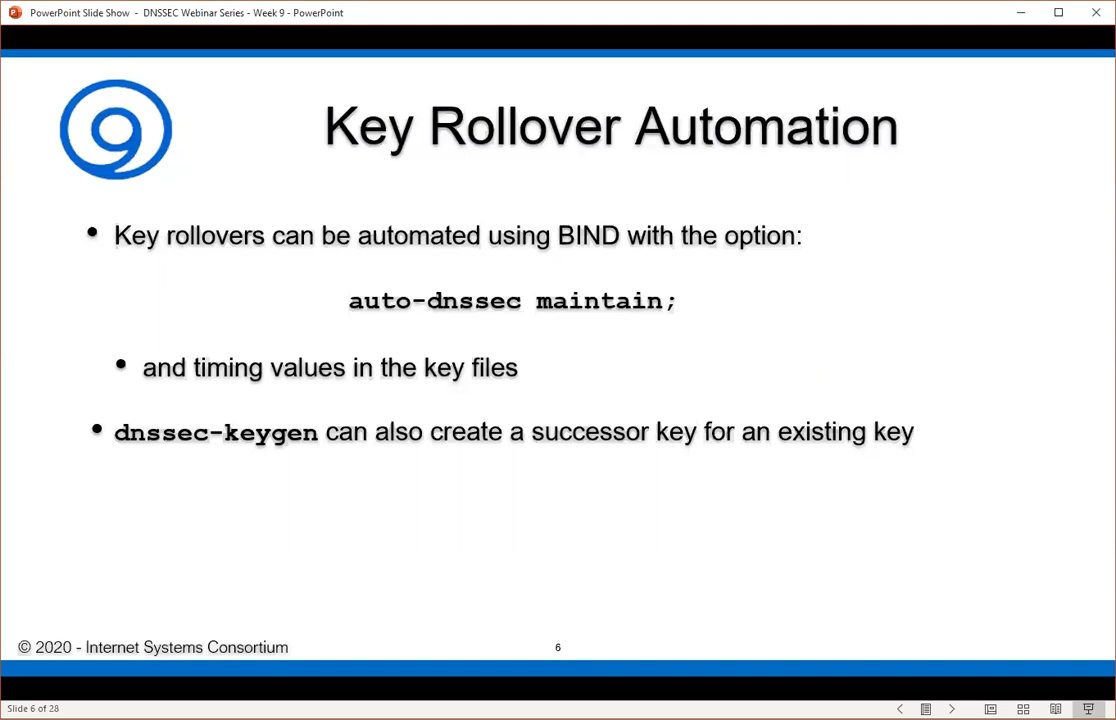 PowerPoint Slide Show - DNSSEC Webinar Series - Week 9 - PowerPoint
9
Key Rollover Automation
• Key rollovers can be automated using BIND with the option:
auto-dnssec maintain;
• and timing values in the key files
• dnssec-keygen can also create a successor key for an existing key
© 2020 - Internet Systems Consortium
6
Slide 6 of 28